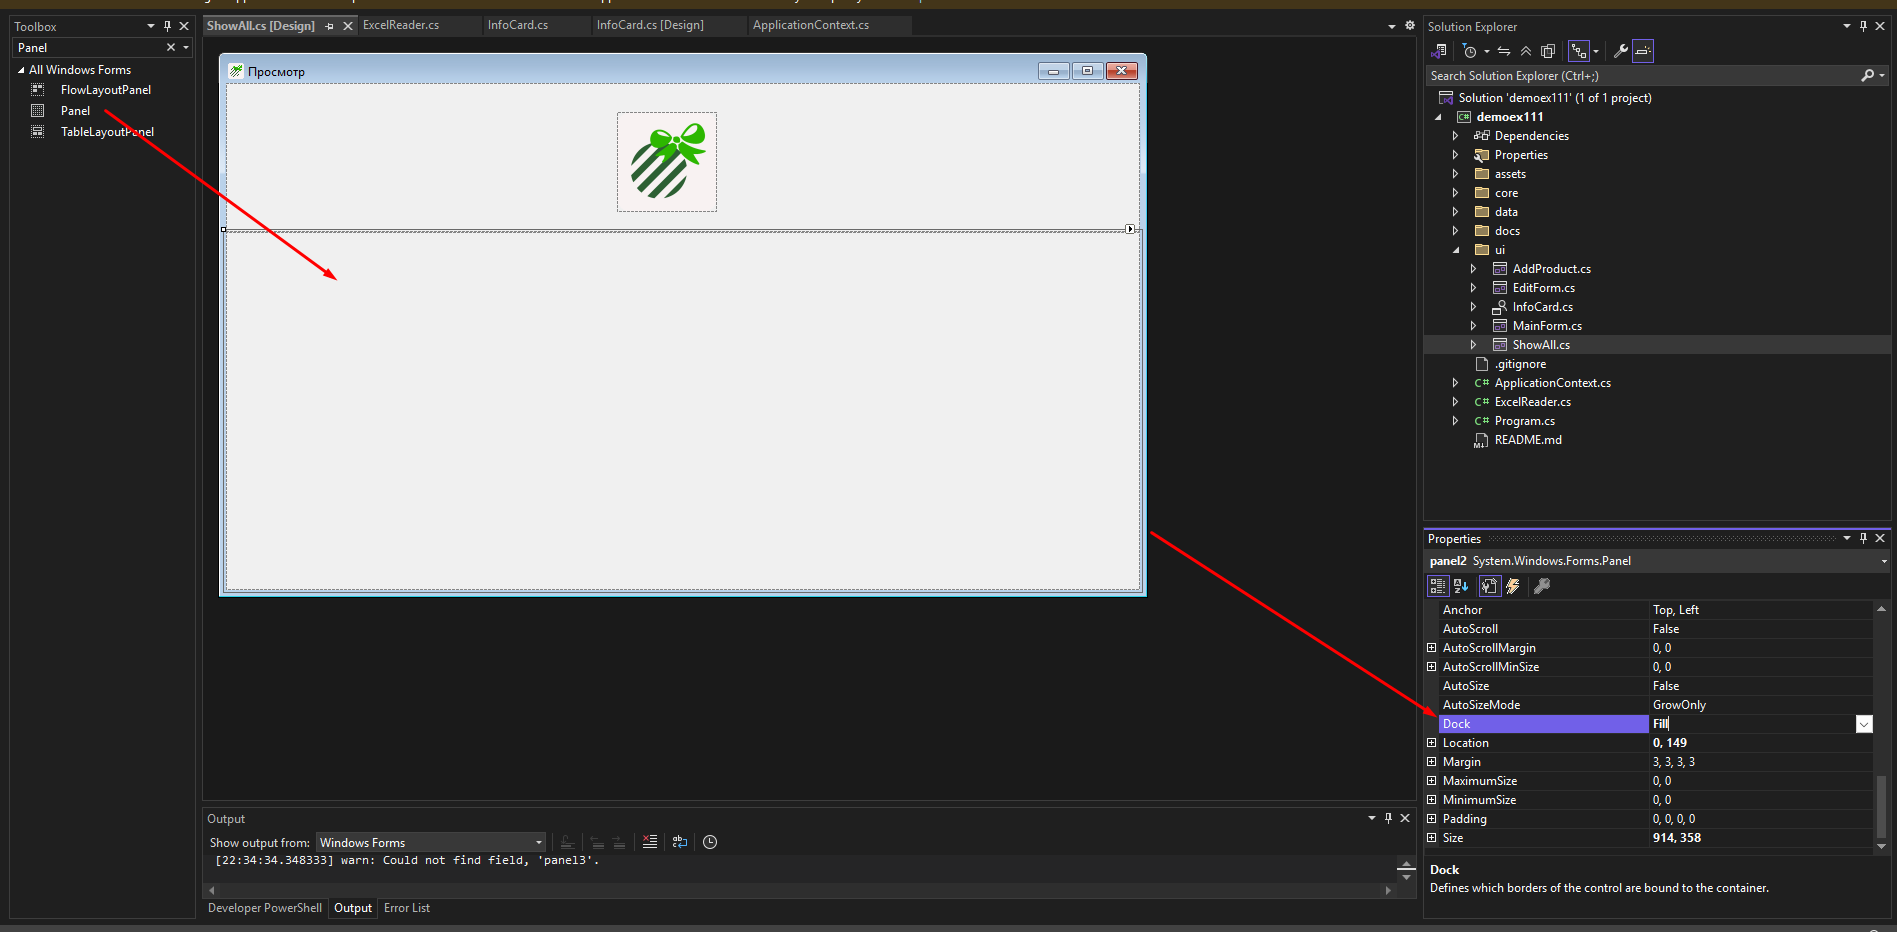 Toolbox
Panel
All Windows Forms
FlowLayoutPanel
Panel
TableLayoutPanel
ShowAll.cs [Design]
ExcelReader.cs
InfoCard.cs
InfoCard.cs [Design]
ApplicationContext.cs
Просмотр
Output
Show output from:
Windows Forms
[22:34:34.348333] warn: Could not find field, 'panel3'.
Developer PowerShell
Output
Error List
Solution Explorer
Search Solution Explorer (Ctrl+;)
Solution 'demoex111' (1 of 1 project)
C# demoex111
Dependencies
Properties
assets
core
data
docs
ui
AddProduct.cs
EditForm.cs
InfoCard.cs
MainForm.cs
ShowAll.cs
.gitignore
C# ApplicationContext.cs
C# ExcelReader.cs
C# Program.cs
README.md
Properties
panel2 System.Windows.Forms.Panel
Anchor Top, Left
AutoScroll False
AutoScrollMargin 0, 0
AutoScrollMinSize 0, 0
AutoSize False
AutoSizeMode GrowOnly
Dock Fill
Location 0, 149
Margin 3, 3, 3, 3
MaximumSize 0, 0
MinimumSize 0, 0
Padding 0, 0, 0, 0
Size 914, 358
Dock
Defines which borders of the control are bound to the container.